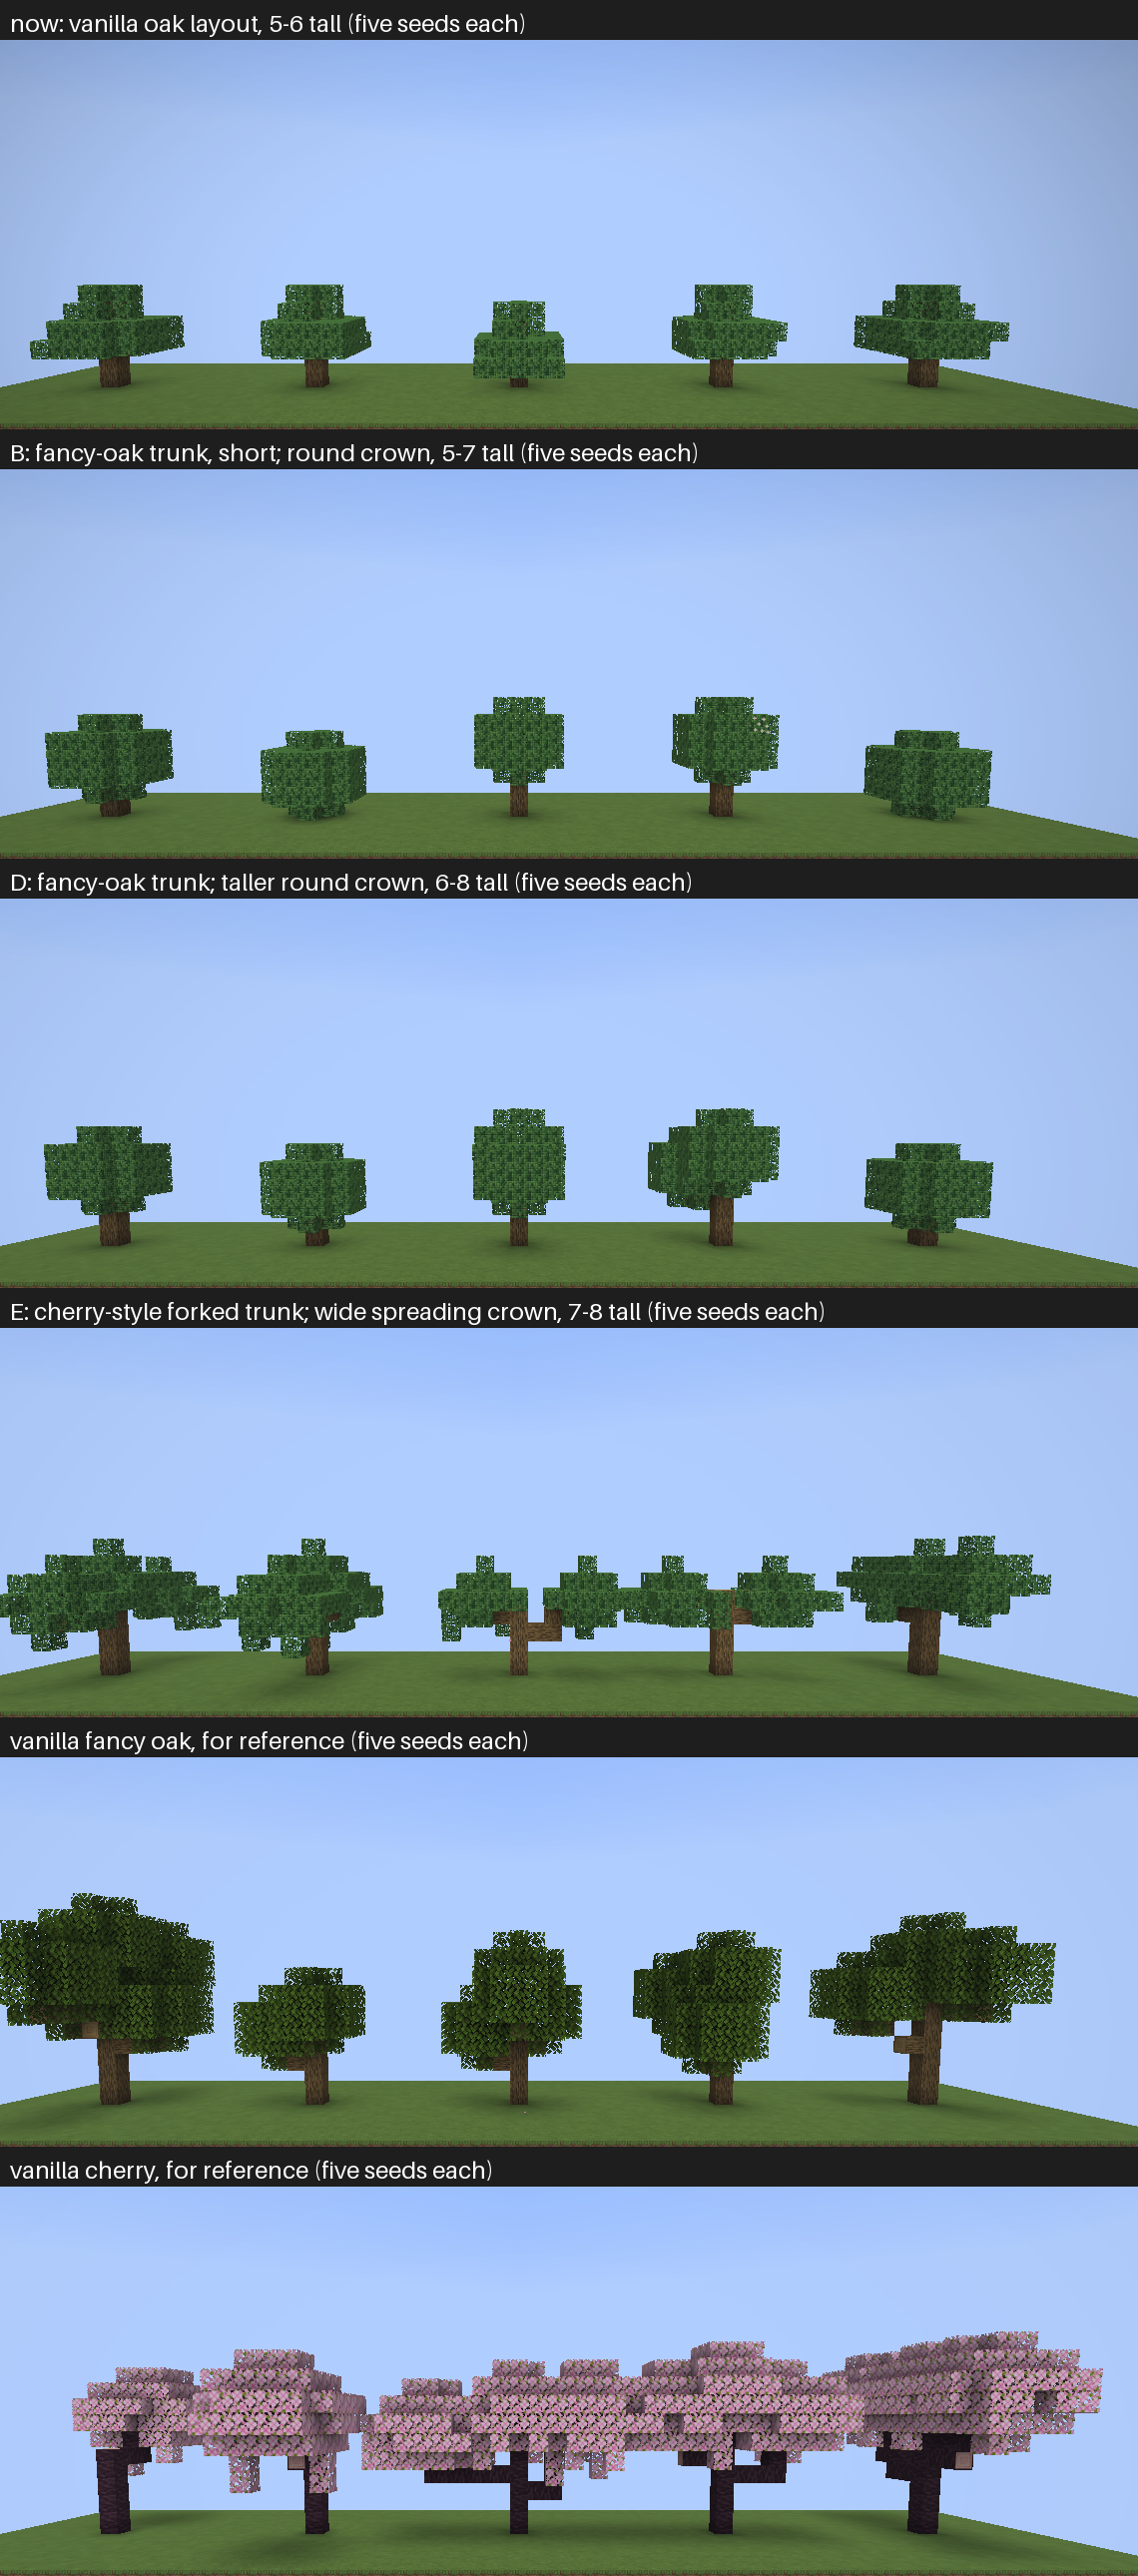 now: vanilla oak layout, 5-6 tall (five seeds each)
B: fancy-oak trunk, short; round crown, 5-7 tall (five seeds each)
D: fancy-oak trunk; taller round crown, 6-8 tall (five seeds each)
E: cherry-style forked trunk; wide spreading crown, 7-8 tall (five seeds each)
vanilla fancy oak, for reference (five seeds each)
vanilla cherry, for reference (five seeds each)